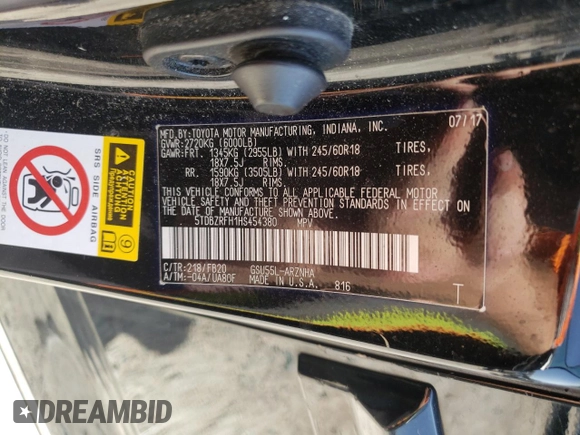 MFD.BY:TOYOTA MOTOR MANUFACTURING, INDIANA, INC. 07/17
GVWR:2720KG (6000LB)
GAWR:FRT. 1345KG (2955LB) WITH 245/60R18 TIRES,
18X7.5J RIMS.
RR. 1590KG (3505LB) WITH 245/60R18 TIRES,
18X7.5J RIMS.
THIS VEHICLE CONFORMS TO ALL APPLICABLE FEDERAL MOTOR
VEHICLE SAFETY AND THEFT PREVENTION STANDARDS IN EFFECT
ON THE DATE OF MANUFACTURE SHOWN ABOVE.
5TDBZRFH1HS454380 MPV
C/TR:218/FB20 GSU55L-ARZNHA
A/TM:-04A/UA80F MADE IN U.S.A. 816
T
SRS SIDE AIRBAG
9
DREAMBID